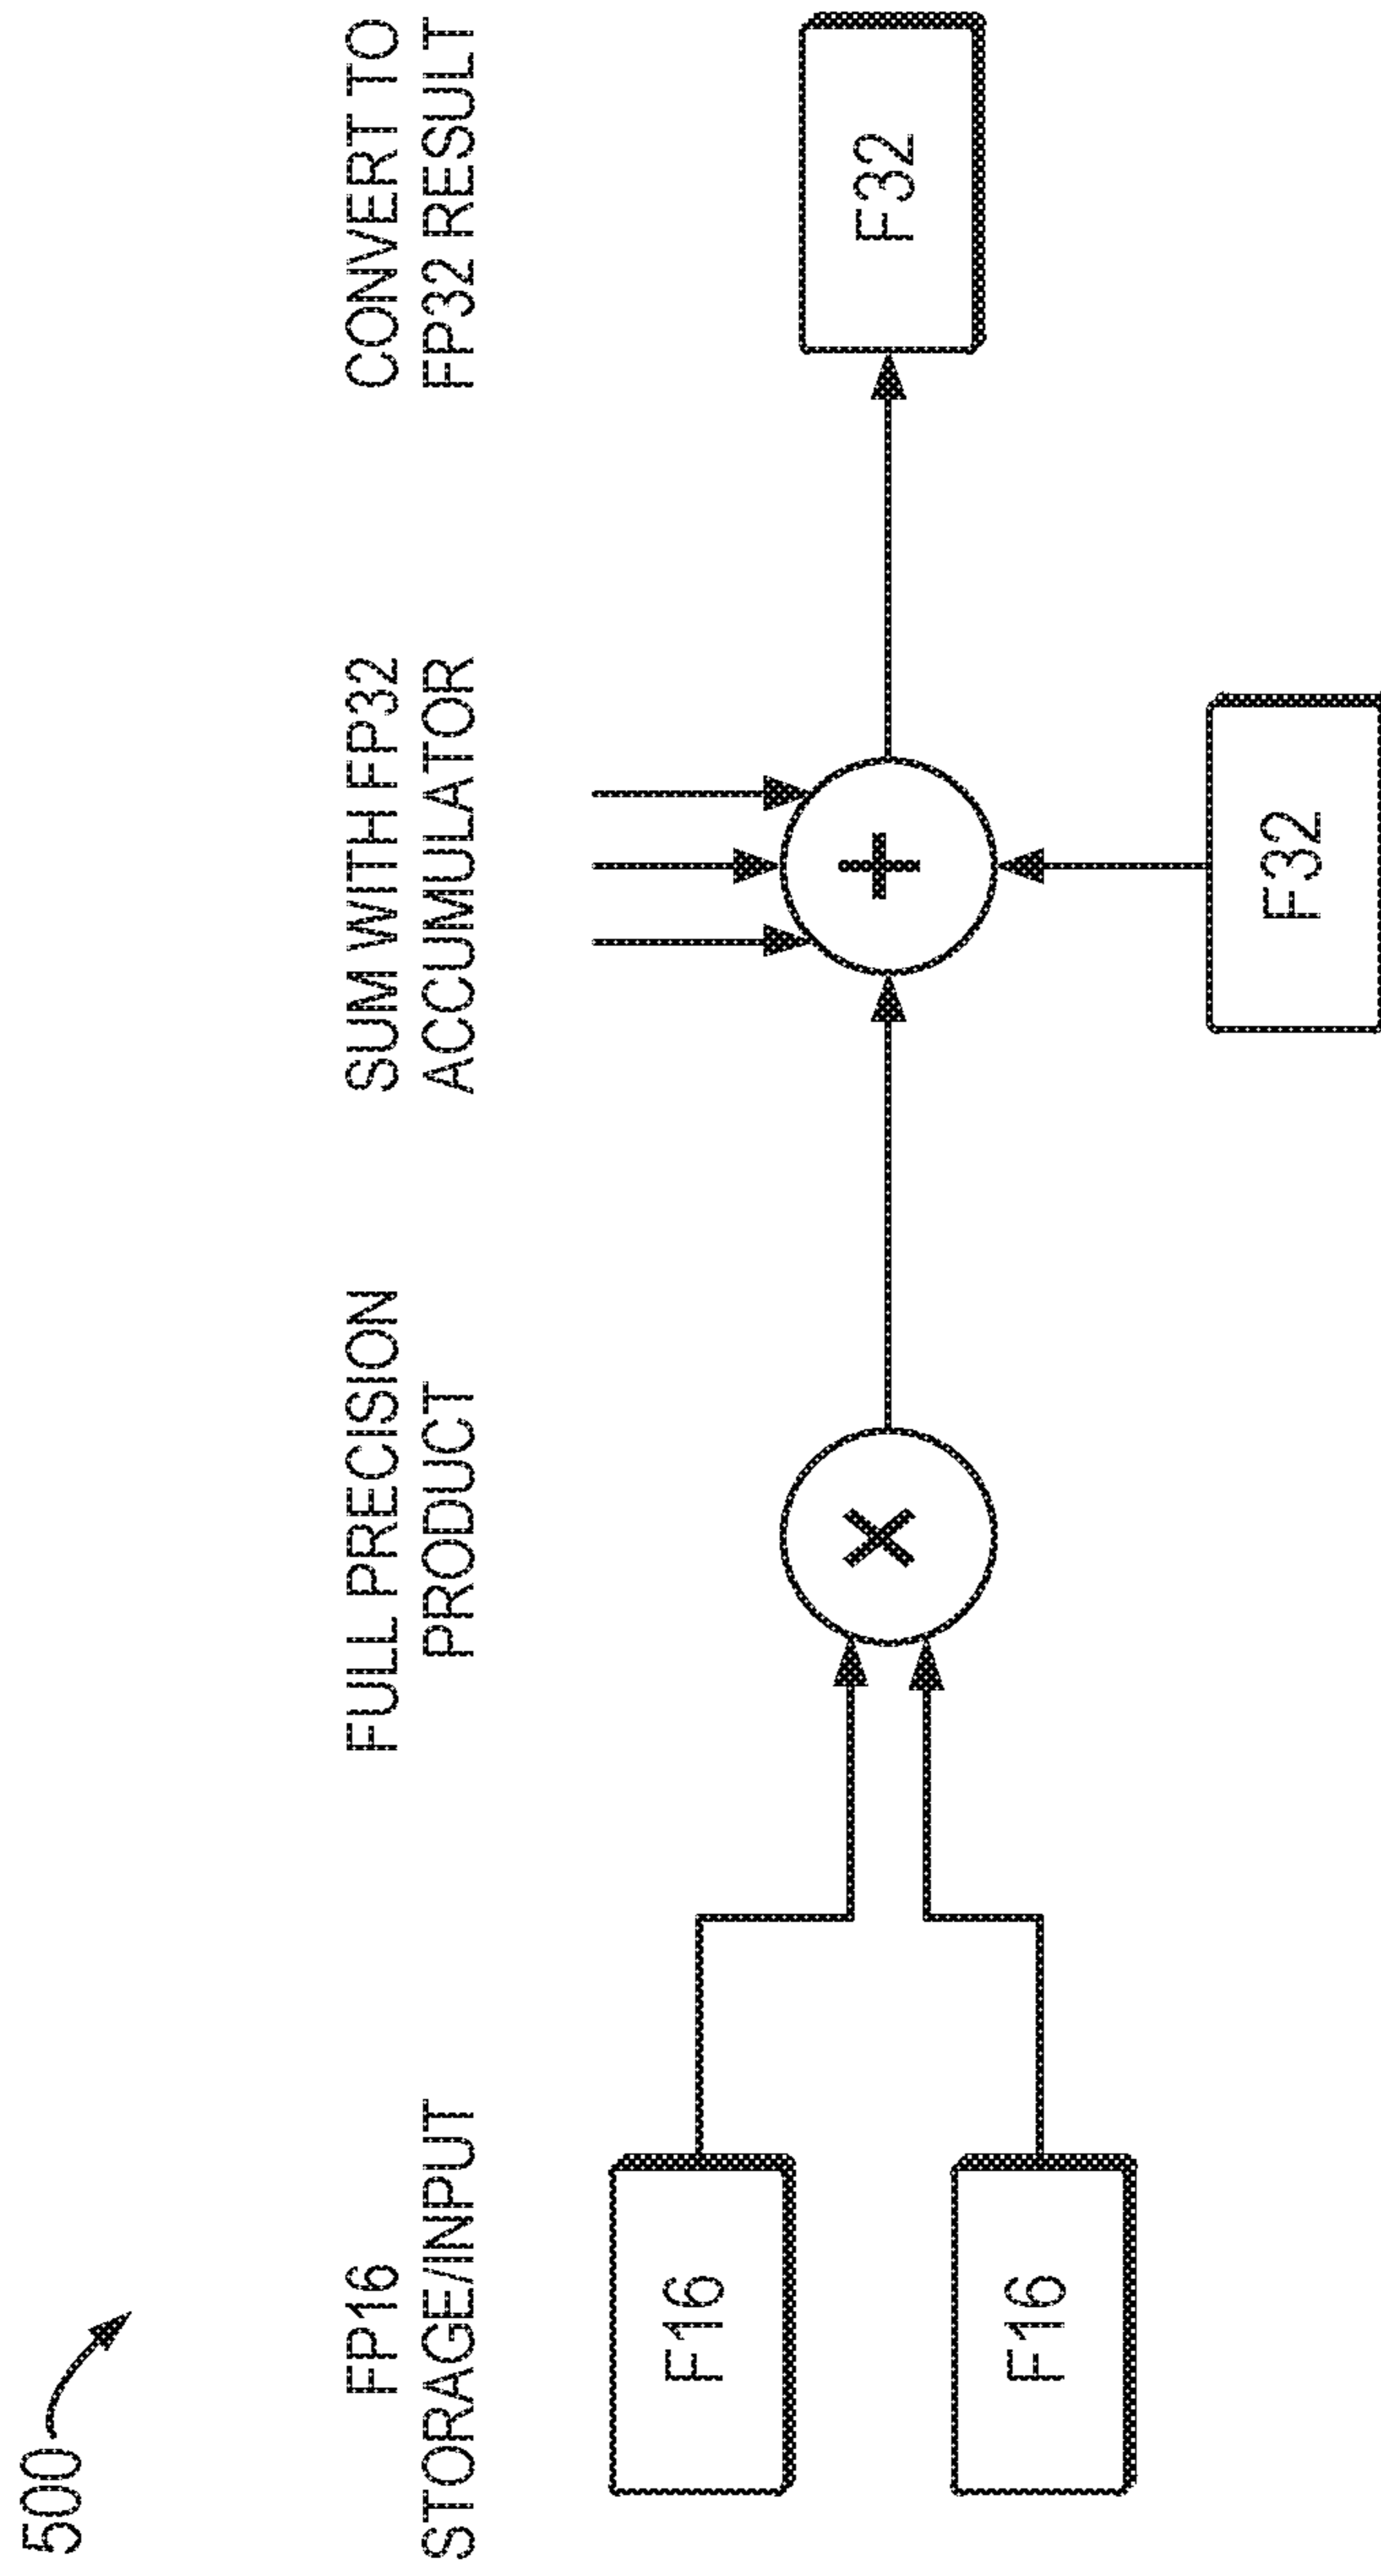 500
FP16
STORAGE/INPUT
FULL PRECISION
PRODUCT
SUM WITH FP32
ACCUMULATOR
CONVERT TO
FP32 RESULT
F16
F16
×
+
F32
F32